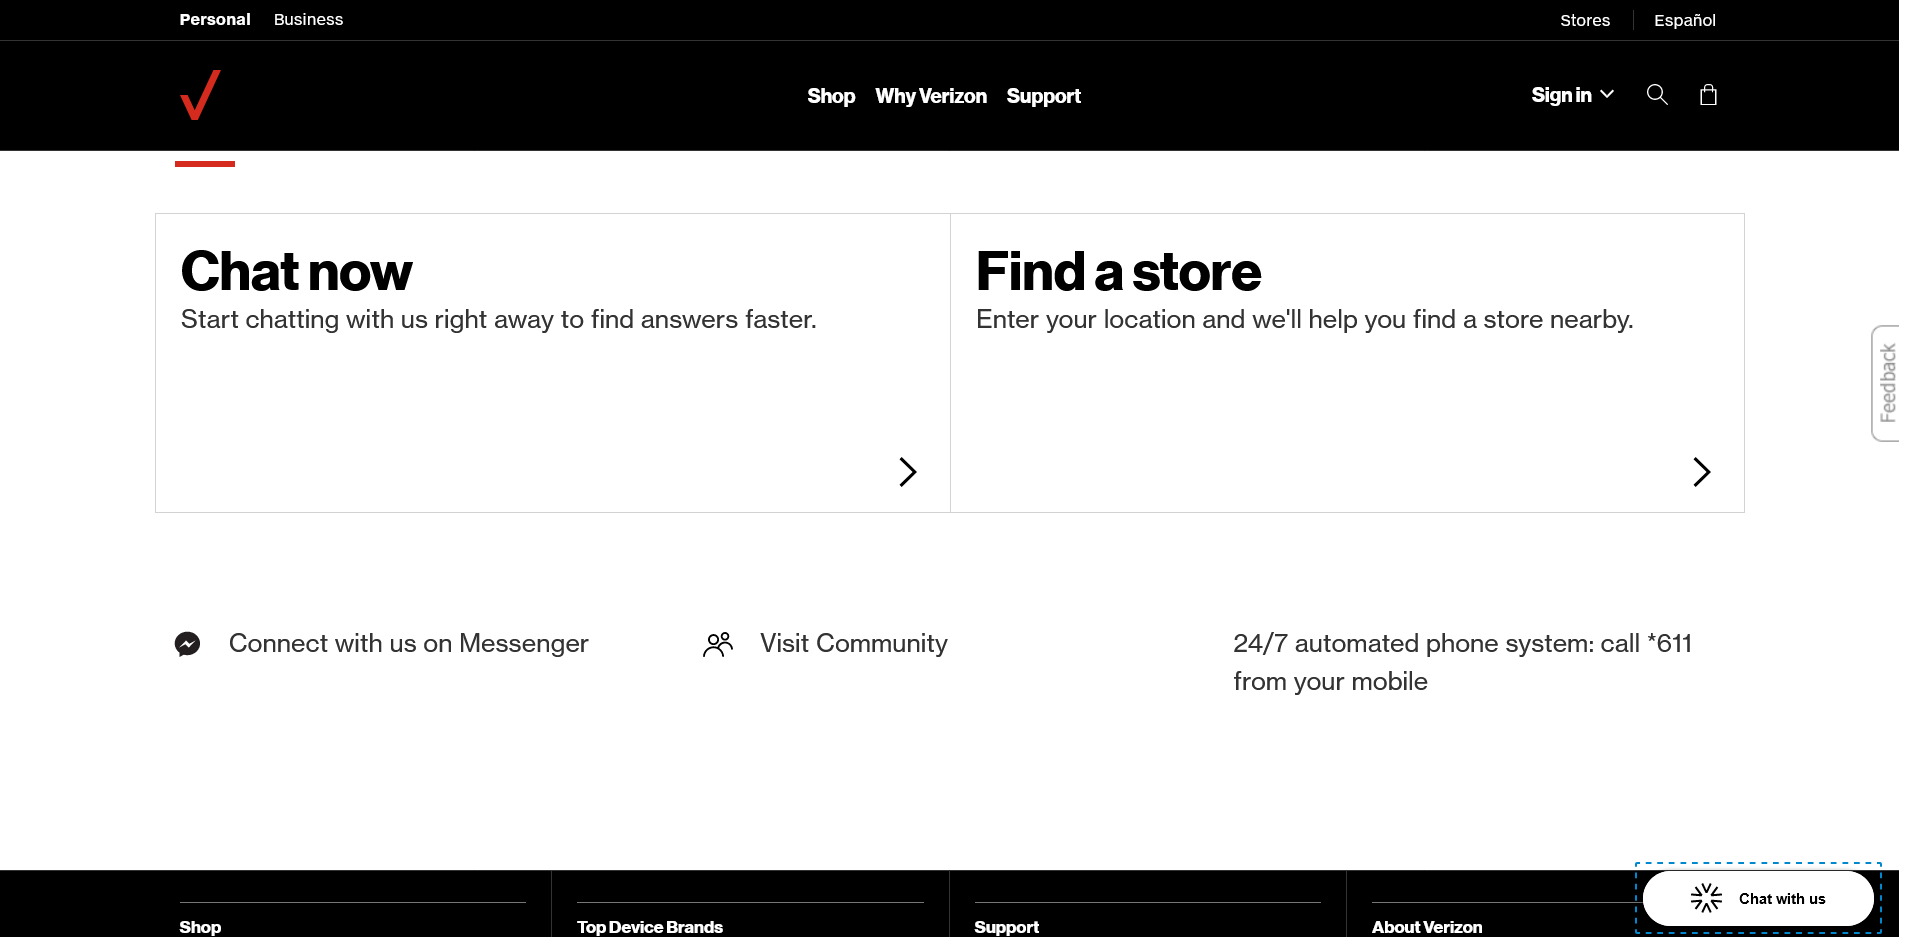 Personal Business Stores Español
Shop Why Verizon Support Sign in
Chat now
Start chatting with us right away to find answers faster.
Find a store
Enter your location and we'll help you find a store nearby.
Feedback
Connect with us on Messenger
Visit Community
24/7 automated phone system: call *611
from your mobile
Chat with us
Shop Top Device Brands Support About Verizon